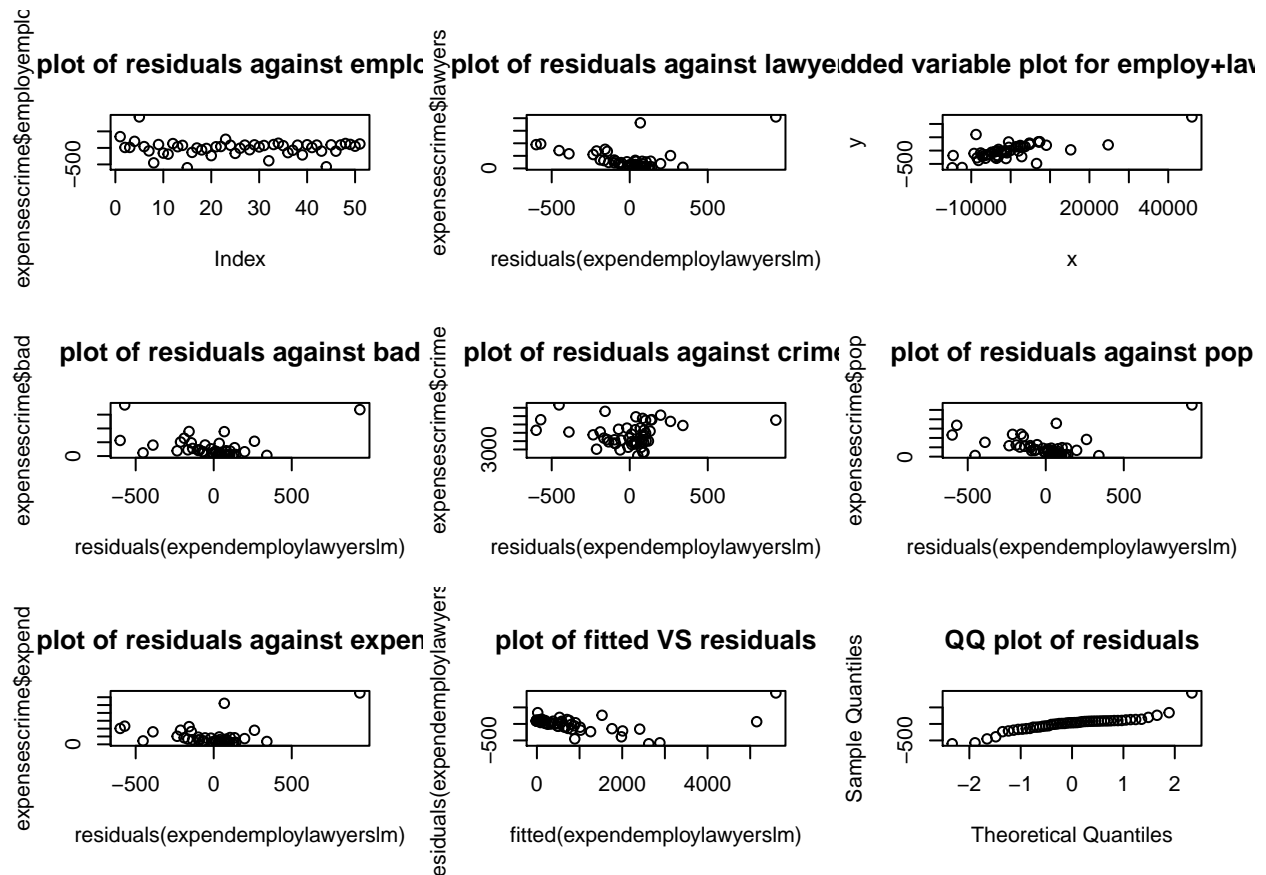 plot of residuals against emplo
expensescrime$employemplo
−500
0 10 20 30 40 50
Index
plot of residuals against lawye
expensescrime$lawyers
0
−500 0 500
residuals(expendemploylawyerslm)
dded variable plot for employ+law
y
−500
−10000 20000 40000
x
plot of residuals against bad
expensescrime$bad
0
−500 0 500
residuals(expendemploylawyerslm)
plot of residuals against crime
expensescrime$crime
3000
−500 0 500
residuals(expendemploylawyerslm)
plot of residuals against pop
expensescrime$pop
0
−500 0 500
residuals(expendemploylawyerslm)
plot of residuals against expen
expensescrime$expend
0
−500 0 500
residuals(expendemploylawyerslm)
plot of fitted VS residuals
esiduals(expendemploylawyers
−500
0 1000 2000 4000
fitted(expendemploylawyerslm)
QQ plot of residuals
Sample Quantiles
−500
−2 −1 0 1 2
Theoretical Quantiles